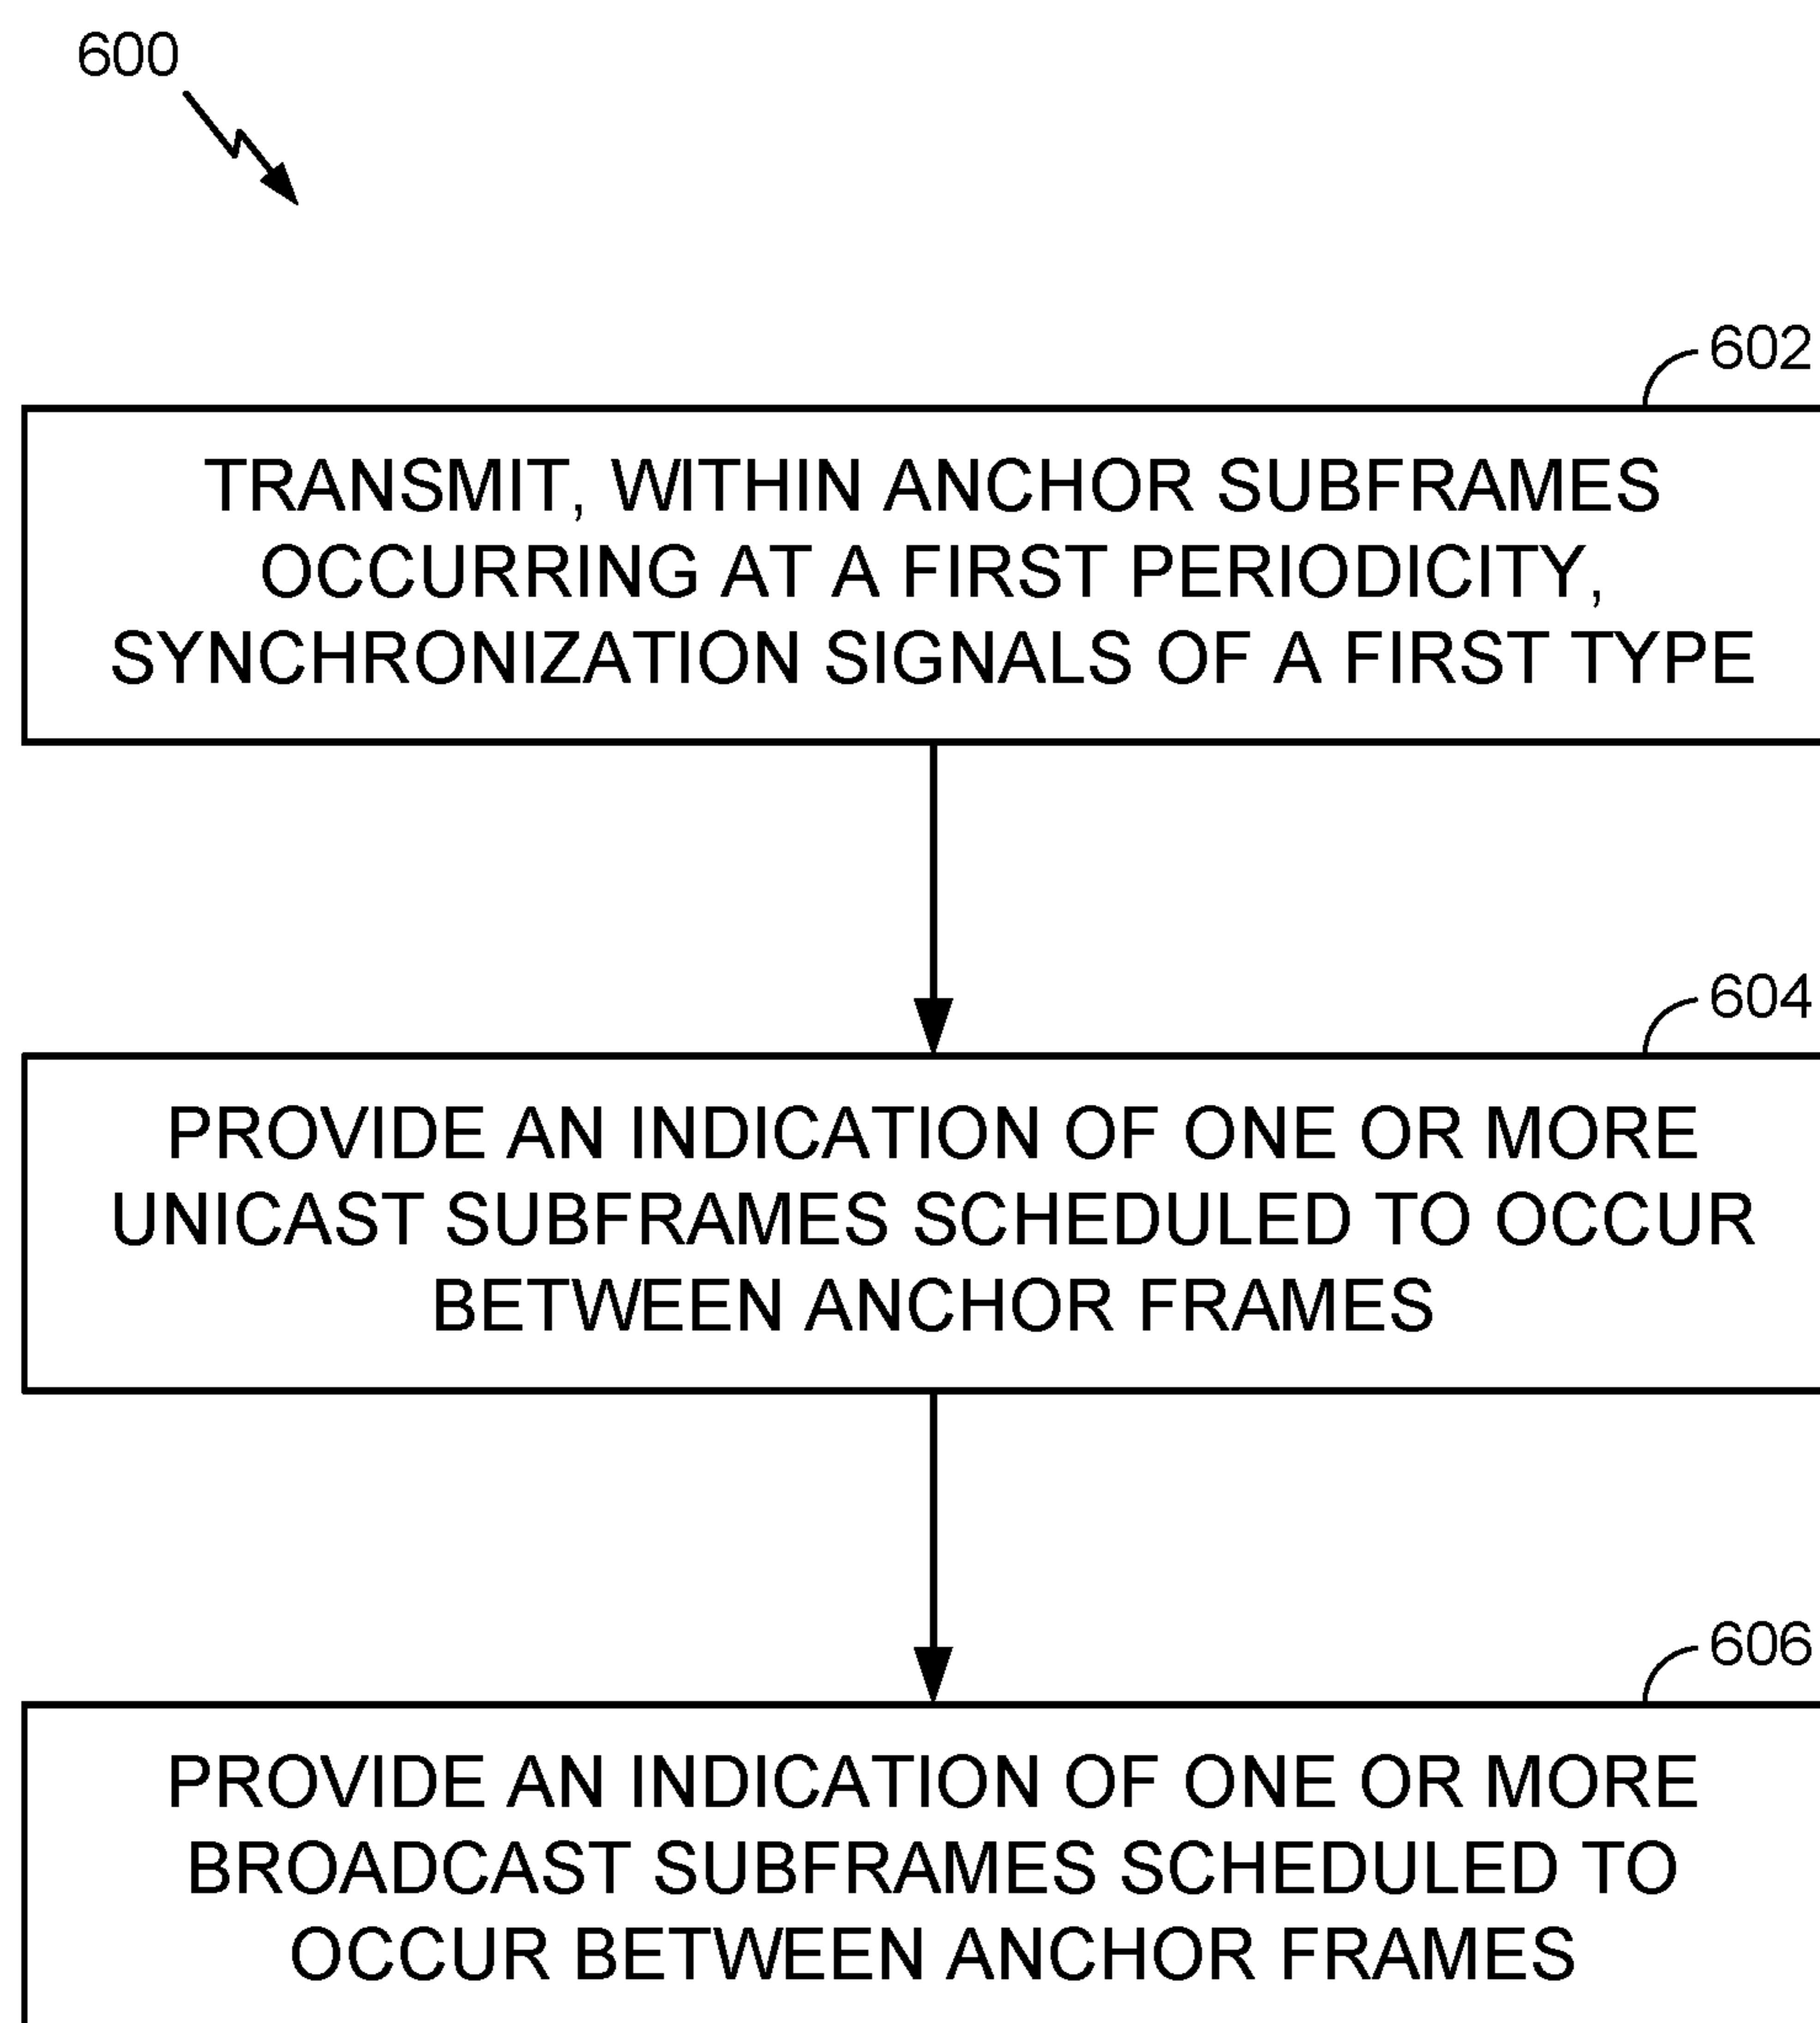 600
602
TRANSMIT, WITHIN ANCHOR SUBFRAMES
OCCURRING AT A FIRST PERIODICITY,
SYNCHRONIZATION SIGNALS OF A FIRST TYPE
604
PROVIDE AN INDICATION OF ONE OR MORE
UNICAST SUBFRAMES SCHEDULED TO OCCUR
BETWEEN ANCHOR FRAMES
606
PROVIDE AN INDICATION OF ONE OR MORE
BROADCAST SUBFRAMES SCHEDULED TO
OCCUR BETWEEN ANCHOR FRAMES